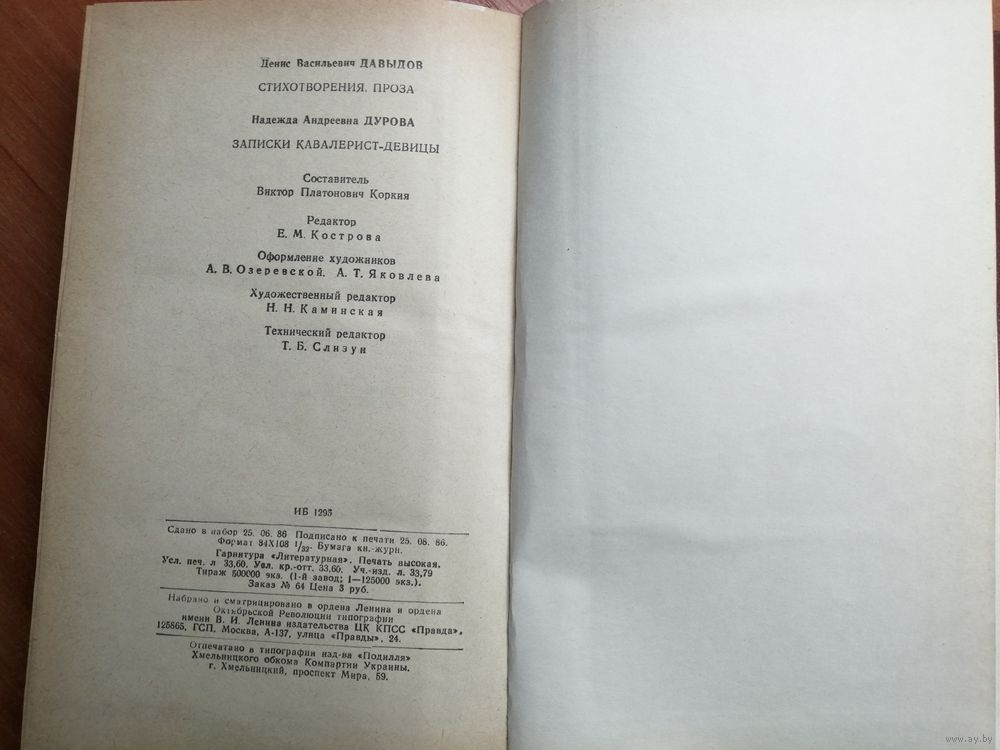 Денис Васильевич ДАВЫДОВ
СТИХОТВОРЕНИЯ. ПРОЗА
Надежда Андреевна ДУРОВА
ЗАПИСКИ КАВАЛЕРИСТ-ДЕВИЦЫ
Составитель
Виктор Платонович Коркия
Редактор
Е. М. Кострова
Оформление художников
А. В. Озеревской, А. Т. Яковлева
Художественный редактор
Н. Н. Каминская
Технический редактор
Т. Б. Слизун
ИБ 1295
Сдано в набор 25. 06. 86 Подписано к печати 25. 08. 86.
Формат 84Х108 1/32. Бумага кн.-журн.
Гарнитура «Литературная». Печать высокая.
Усл. печ. л 33,60. Увл. кр.-отт. 33,60. Уч.-изд. л. 33,79
Тираж 500000 экз. (1-й завод; 1—125000 экз.).
Заказ № 64 Цена 3 руб.
Набрано и сматрицировано в ордена Ленина и ордена
Октябрьской Революции типографии
имени В. И. Ленина издательства ЦК КПСС «Правда»,
125865, ГСП, Москва, А-137, улица «Правды», 24.
Отпечатано в типографии изд-ва «Подилля»
Хмельницкого обкома Компартии Украины.
г. Хмельницкий, проспект Мира, 59.
www.ay.by